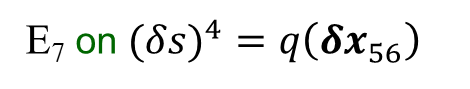 E₇ on (δs)⁴ = q(δx₅₆)